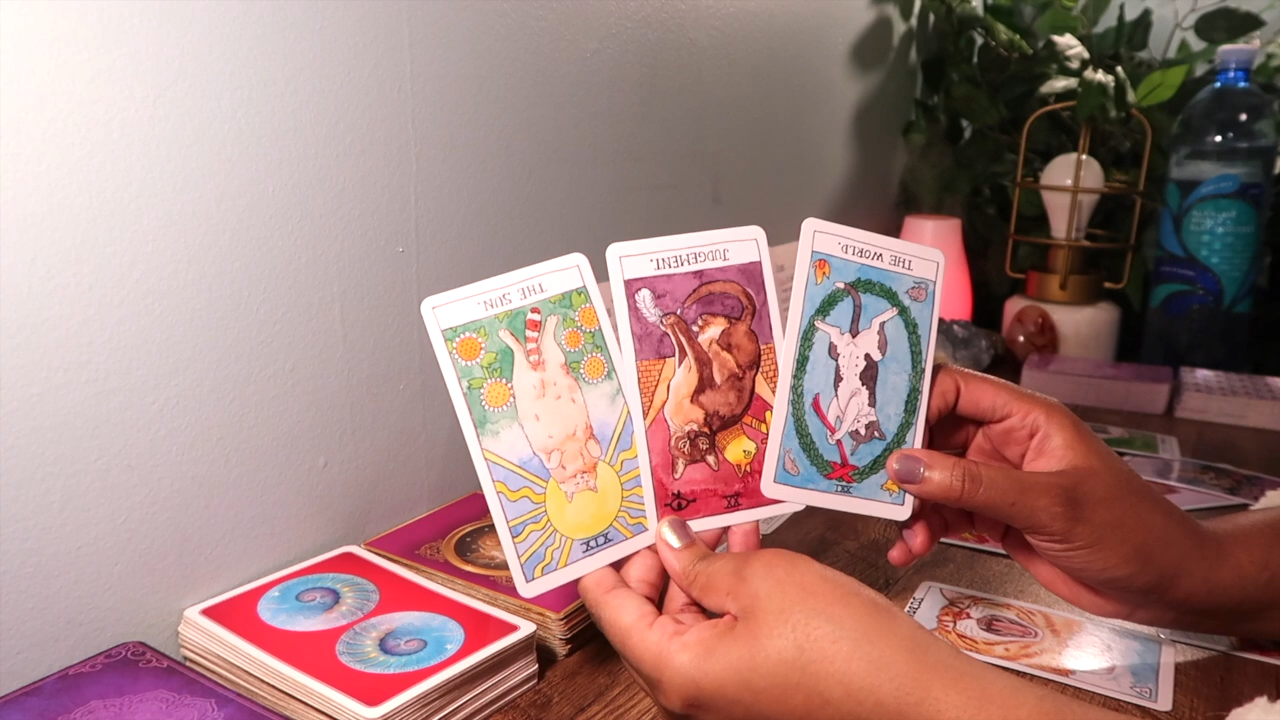 THE SUN.
XIX
JUDGEMENT.
XX
THE WORLD.
XXI